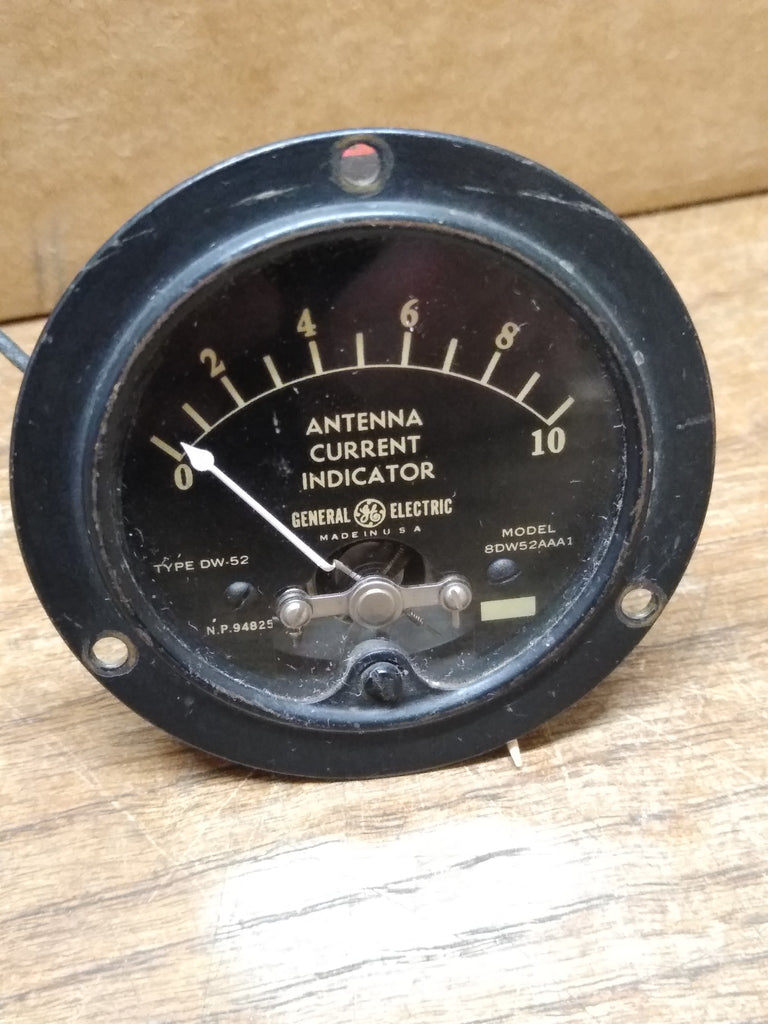 0 2 4 6 8 10
ANTENNA
CURRENT
INDICATOR
GENERAL GE ELECTRIC
MADE IN U S A
TYPE DW-52
MODEL
8DW52AAA1
N.P. 94825